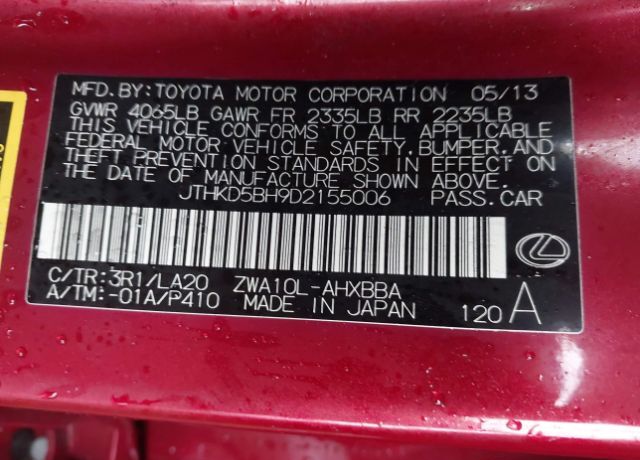 MFD.BY:TOYOTA MOTOR CORPORATION 05/13
GVWR 4065LB GAWR FR 2335LB RR 2235LB
THIS VEHICLE CONFORMS TO ALL APPLICABLE
FEDERAL MOTOR VEHICLE SAFETY,BUMPER,AND
THEFT PREVENTION STANDARDS IN EFFECT ON
THE DATE OF MANUFACTURE SHOWN ABOVE.
JTHKD5BH9D2155006 PASS.CAR
C/TR:3R1/LA20 ZWA10L-AHXBBA
A/TM:-01A/P410 MADE IN JAPAN 120 A